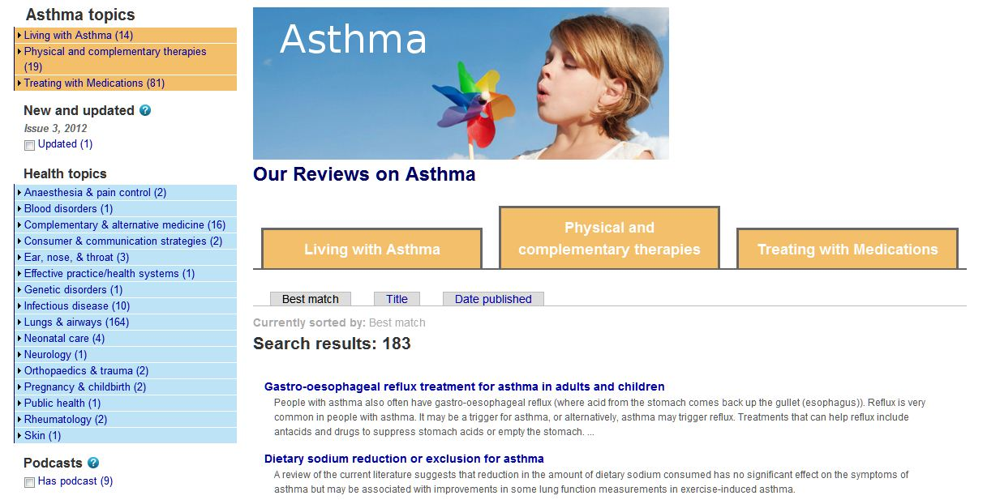 Asthma topics
Living with Asthma (14)
Physical and complementary therapies
(19)
Treating with Medications (81)
New and updated ?
Issue 3, 2012
Updated (1)
Health topics
Anaesthesia & pain control (2)
Blood disorders (1)
Complementary & alternative medicine (16)
Consumer & communication strategies (2)
Ear, nose, & throat (3)
Effective practice/health systems (1)
Genetic disorders (1)
Infectious disease (10)
Lungs & airways (164)
Neonatal care (4)
Neurology (1)
Orthopaedics & trauma (2)
Pregnancy & childbirth (2)
Public health (1)
Rheumatology (2)
Skin (1)
Podcasts ?
Has podcast (9)
Asthma
Our Reviews on Asthma
Living with Asthma
Physical and
complementary therapies
Treating with Medications
Best match
Title
Date published
Currently sorted by: Best match
Search results: 183
Gastro-oesophageal reflux treatment for asthma in adults and children
People with asthma also often have gastro-oesophageal reflux (where acid from the stomach comes back up the gullet (esophagus)). Reflux is very
common in people with asthma. It may be a trigger for asthma, or alternatively, asthma may trigger reflux. Treatments that can help reflux include
antacids and drugs to suppress stomach acids or empty the stomach. ...
Dietary sodium reduction or exclusion for asthma
A review of the current literature suggests that reduction in the amount of dietary sodium consumed has no significant effect on the symptoms of
asthma but may be associated with improvements in some lung function measurements in exercise-induced asthma.